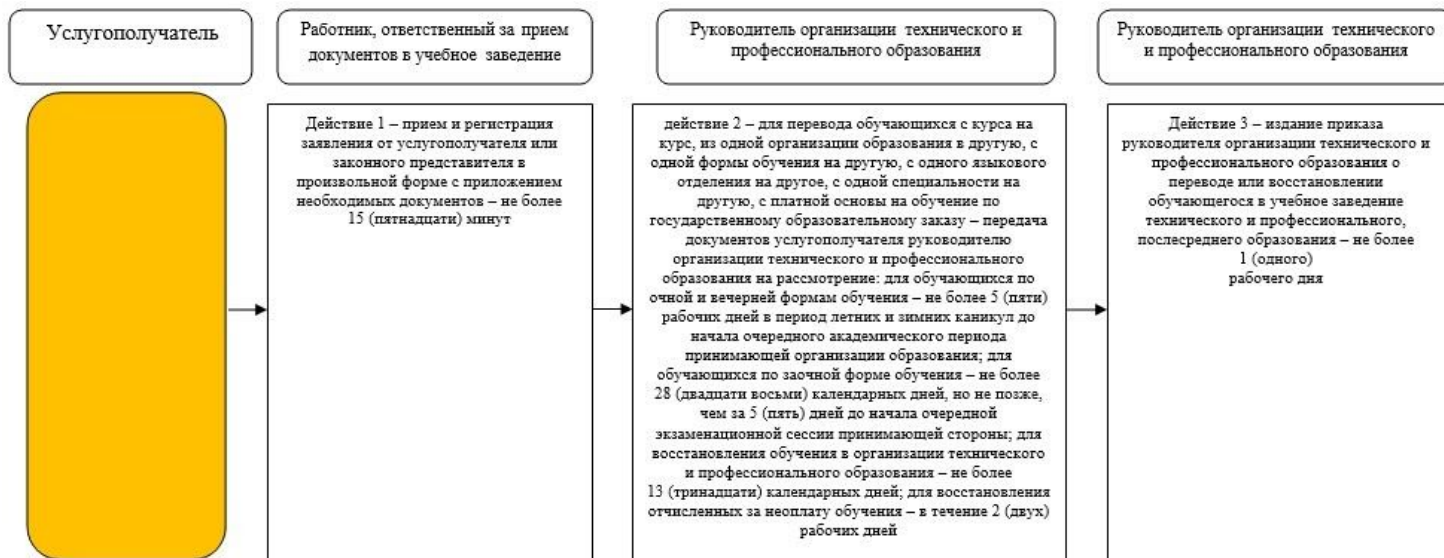 Услугополучатель
Работник, ответственный за прием
документов в учебное заведение
Руководитель организации технического и
профессионального образования
Руководитель организации технического
и профессионального образования
Действие 1 – прием и регистрация
заявления от услугополучателя или
законного представителя в
произвольной форме с приложением
необходимых документов – не более
15 (пятнадцати) минут
действие 2 – для перевода обучающихся с курса на
курс, из одной организации образования в другую, с
одной формы обучения на другую, с одного языкового
отделения на другое, с одной специальности на
другую, с платной основы на обучение по
государственному образовательному заказу – передача
документов услугополучателя руководителю
организации технического и профессионального
образования на рассмотрение: для обучающихся по
очной и вечерней формам обучения – не более 5 (пяти)
рабочих дней в период летних и зимних каникул до
начала очередного академического периода
принимающей организации образования; для
обучающихся по заочной форме обучения – не более
28 (двадцати восьми) календарных дней, но не позже,
чем за 5 (пять) дней до начала очередной
экзаменационной сессии принимающей стороны; для
восстановления обучения в организации технического
и профессионального образования – не более
13 (тринадцати) календарных дней; для восстановления
отчисленных за неоплату обучения – в течение 2 (двух)
рабочих дней
Действие 3 – издание приказа
руководителя организации технического и
профессионального образования о
переводе или восстановлении
обучающегося в учебное заведение
технического и профессионального,
послесреднего образования – не более
1 (одного)
рабочего дня